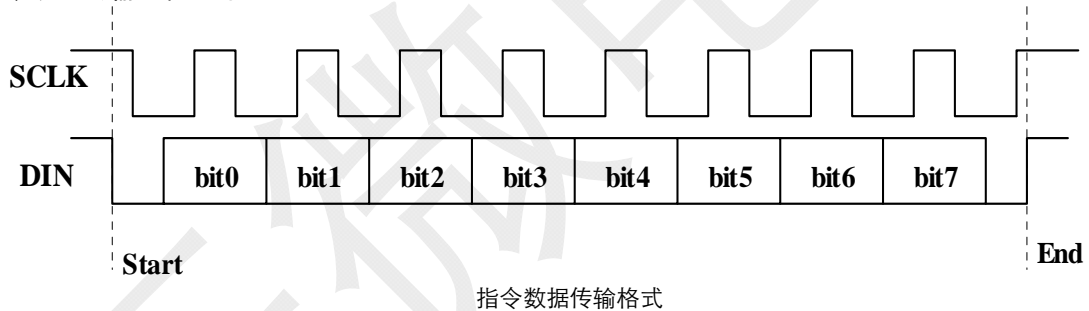 SCLK
DIN bit0 bit1 bit2 bit3 bit4 bit5 bit6 bit7
Start End
指令数据传输格式